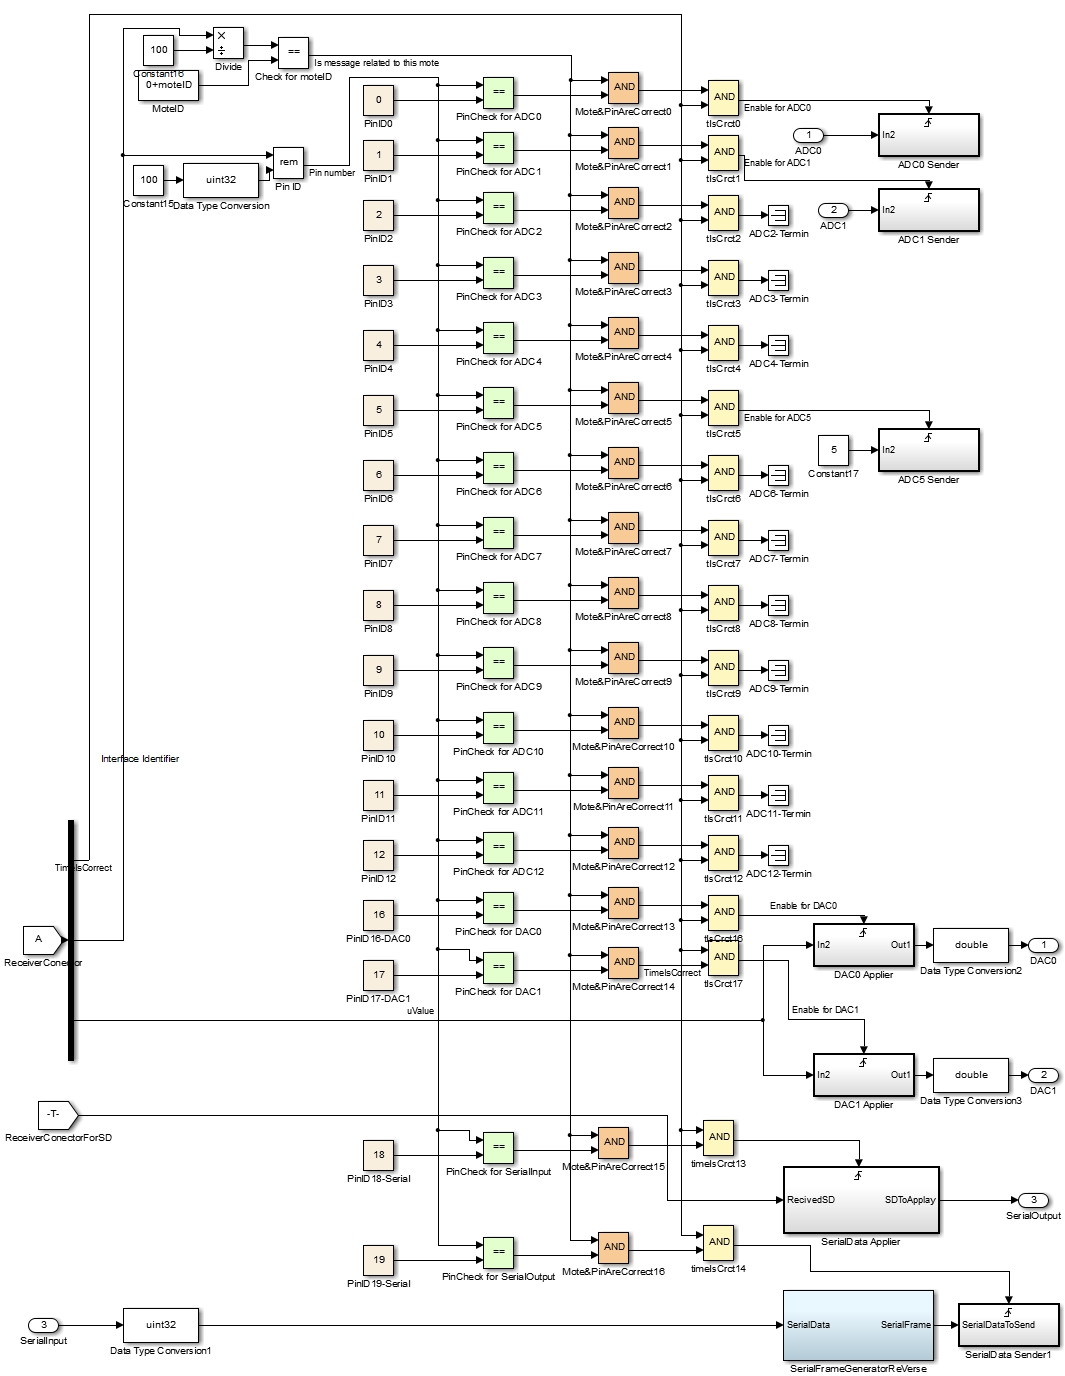 100
Constant16
×
÷
Divide
==
Check for moteID
Is message related to this mote
0+moteID
MoteID
100
Constant15
uint32
Data Type Conversion
rem
Pin ID
Pin number
0
PinID0
==
PinCheck for ADC0
AND
Mote&PinAreCorrect0
AND
tIsCrct0
Enable for ADC0
1
ADC0
In2
ADC0 Sender
1
PinID1
==
PinCheck for ADC1
AND
Mote&PinAreCorrect1
AND
tIsCrct1
Enable for ADC1
2
ADC1
In2
ADC1 Sender
2
PinID2
==
PinCheck for ADC2
AND
Mote&PinAreCorrect2
AND
tIsCrct2
ADC2-Termin
3
PinID3
==
PinCheck for ADC3
AND
Mote&PinAreCorrect3
AND
tIsCrct3
ADC3-Termin
4
PinID4
==
PinCheck for ADC4
AND
Mote&PinAreCorrect4
AND
tIsCrct4
ADC4-Termin
5
PinID5
==
PinCheck for ADC5
AND
Mote&PinAreCorrect5
AND
tIsCrct5
Enable for ADC5
5
Constant17
In2
ADC5 Sender
6
PinID6
==
PinCheck for ADC6
AND
Mote&PinAreCorrect6
AND
tIsCrct6
ADC6-Termin
7
PinID7
==
PinCheck for ADC7
AND
Mote&PinAreCorrect7
AND
tIsCrct7
ADC7-Termin
8
PinID8
==
PinCheck for ADC8
AND
Mote&PinAreCorrect8
AND
tIsCrct8
ADC8-Termin
9
PinID9
==
PinCheck for ADC9
AND
Mote&PinAreCorrect9
AND
tIsCrct9
ADC9-Termin
10
PinID10
==
PinCheck for ADC10
AND
Mote&PinAreCorrect10
AND
tIsCrct10
ADC10-Termin
Interface Identifier
11
PinID11
==
PinCheck for ADC11
AND
Mote&PinAreCorrect11
AND
tIsCrct11
ADC11-Termin
12
PinID12
==
PinCheck for ADC12
AND
Mote&PinAreCorrect12
AND
tIsCrct12
ADC12-Termin
TimeIsCorrect
A
ReceiverConector
16
PinID16-DAC0
==
PinCheck for DAC0
AND
Mote&PinAreCorrect13
AND
tIsCrct16
Enable for DAC0
In2
Out1
DAC0 Applier
double
Data Type Conversion2
1
DAC0
17
PinID17-DAC1
==
PinCheck for DAC1
AND
Mote&PinAreCorrect14
TimeIsCorrect
AND
tIsCrct17
uValue
Enable for DAC1
In2
Out1
DAC1 Applier
double
Data Type Conversion3
2
DAC1
-T-
ReceiverConectorForSD
18
PinID18-Serial
==
PinCheck for SerialInput
AND
Mote&PinAreCorrect15
AND
timeIsCrct13
RecivedSD
SDToApplay
SerialData Applier
3
SerialOutput
19
PinID19-Serial
==
PinCheck for SerialOutput
AND
Mote&PinAreCorrect16
AND
timeIsCrct14
3
SerialInput
uint32
Data Type Conversion1
SerialData
SerialFrame
SerialFrameGeneratorReVerse
SerialDataToSend
SerialData Sender1